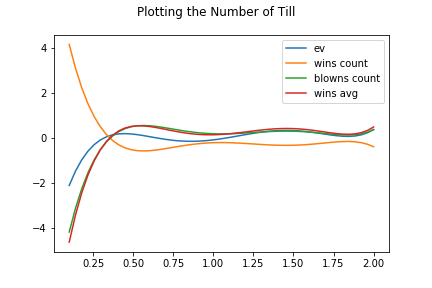 Plotting the Number of Till
ev
wins count
blowns count
wins avg
4
2
0
−2
−4
0.25 0.50 0.75 1.00 1.25 1.50 1.75 2.00